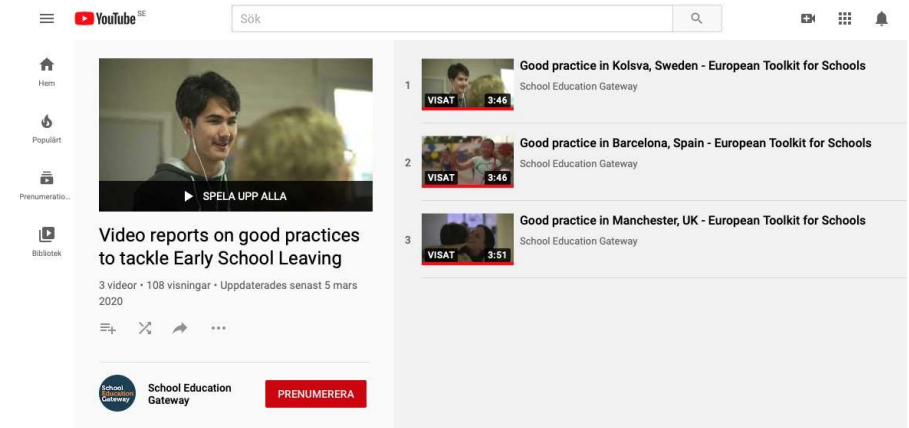 YouTube SE
Sök
Hem
Populärt
Prenumeratio...
Bibliotek
SPELA UPP ALLA
Video reports on good practices
to tackle Early School Leaving
3 videor • 108 visningar • Uppdaterades senast 5 mars
2020
School
Education
Gateway
School Education
Gateway
PRENUMERERA
1
VISAT
3:46
Good practice in Kolsva, Sweden - European Toolkit for Schools
School Education Gateway
2
VISAT
3:46
Good practice in Barcelona, Spain - European Toolkit for Schools
School Education Gateway
3
VISAT
3:51
Good practice in Manchester, UK - European Toolkit for Schools
School Education Gateway